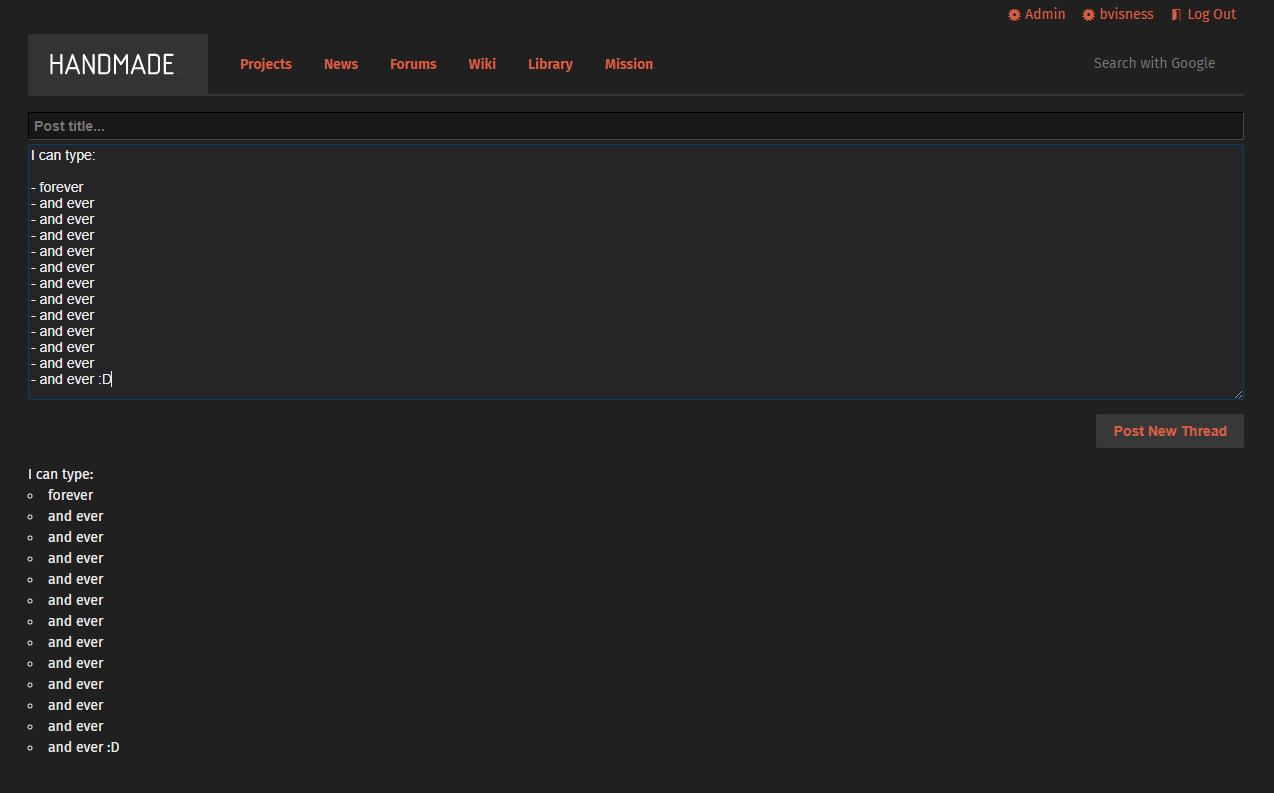 Admin bvisness Log Out
HANDMADE Projects News Forums Wiki Library Mission Search with Google
Post title...
I can type:
- forever
- and ever
- and ever
- and ever
- and ever
- and ever
- and ever
- and ever
- and ever
- and ever
- and ever
- and ever
- and ever :D
Post New Thread
I can type:
forever
and ever
and ever
and ever
and ever
and ever
and ever
and ever
and ever
and ever
and ever
and ever
and ever :D